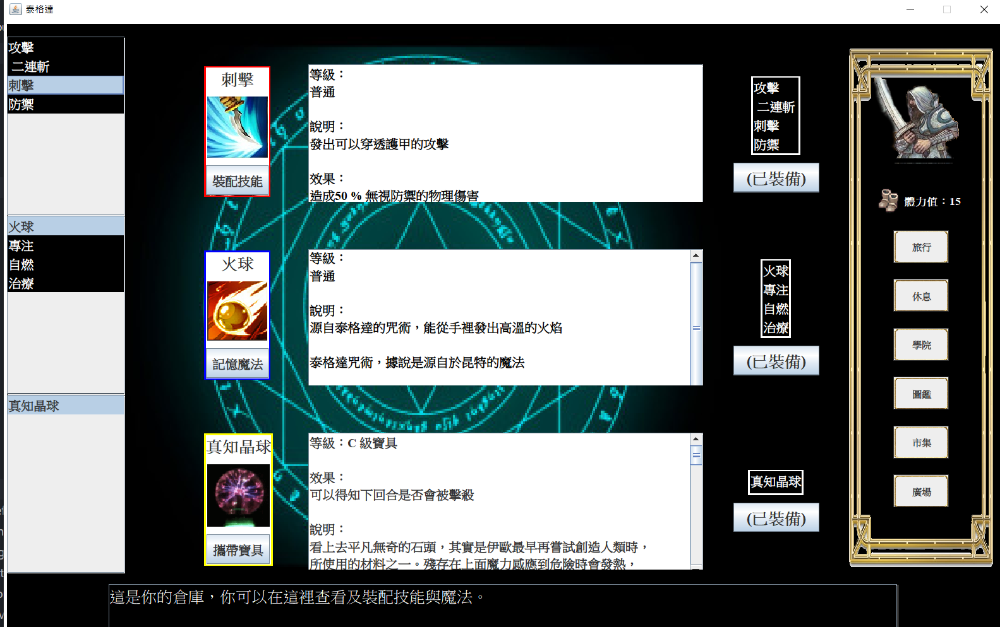 泰格達
攻擊
二連斬
刺擊
防禦
火球
專注
自燃
治療
真知晶球
刺擊
裝配技能
等級：
普通
說明：
發出可以穿透護甲的攻擊
效果：
造成50 % 無視防禦的物理傷害
攻擊
二連斬
刺擊
防禦
(已裝備)
火球
記憶魔法
等級：
普通
說明：
源自泰格達的咒術，能從手裡發出高溫的火焰
泰格達咒術，據說是源自於昆特的魔法
火球
專注
自燃
治療
(已裝備)
真知晶球
攜帶寶具
等級：C 級寶具
效果：
可以得知下回合是否會被擊殺
說明：
看上去平凡無奇的石頭，其實是伊歐最早再嘗試創造人類時，
所使用的材料之一。殘存在上面魔力感應到危險時會發熱，
真知晶球
(已裝備)
體力值：15
旅行
休息
學院
圖鑑
市集
廣場
這是你的倉庫，你可以在這裡查看及裝配技能與魔法。